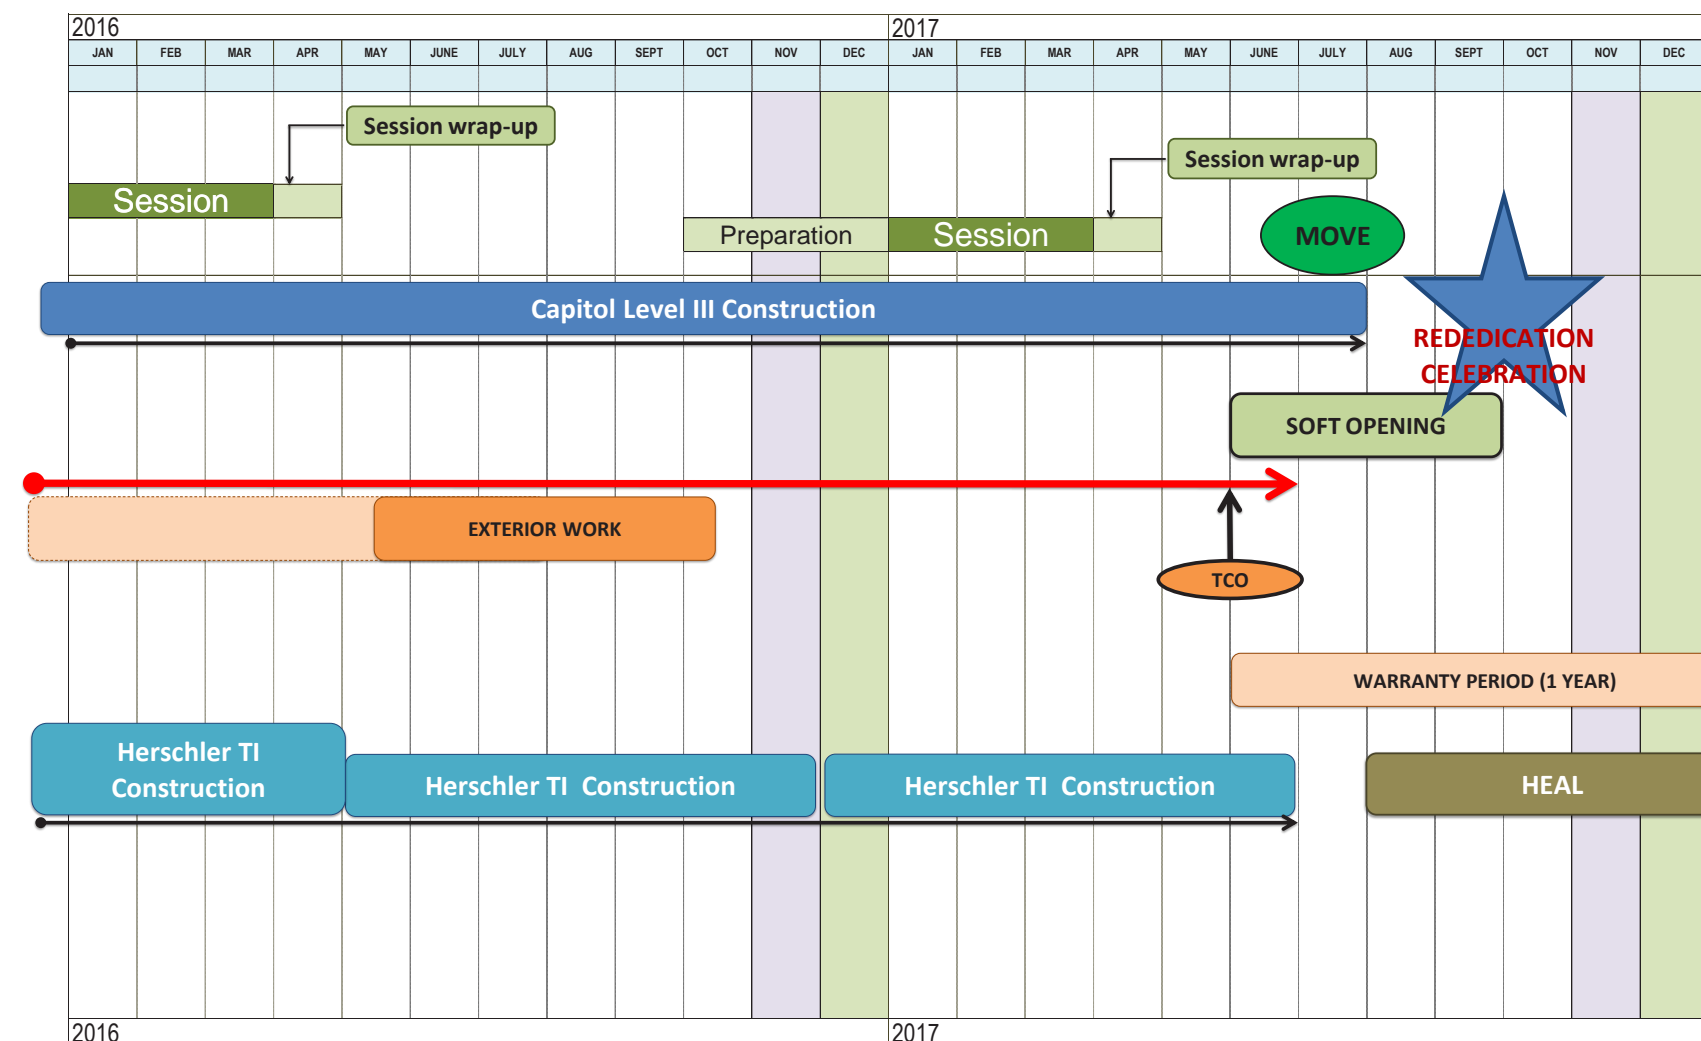 2016 2017
JAN FEB MAR APR MAY JUNE JULY AUG SEPT OCT NOV DEC JAN FEB MAR APR MAY JUNE JULY AUG SEPT OCT NOV DEC
Session wrap-up
Session wrap-up
Session
Preparation Session MOVE
Capitol Level III Construction
REDEDICATION
CELEBRATION
SOFT OPENING
EXTERIOR WORK
TCO
WARRANTY PERIOD (1 YEAR)
Herschler TI
Construction
Herschler TI Construction Herschler TI Construction HEAL
2016 2017